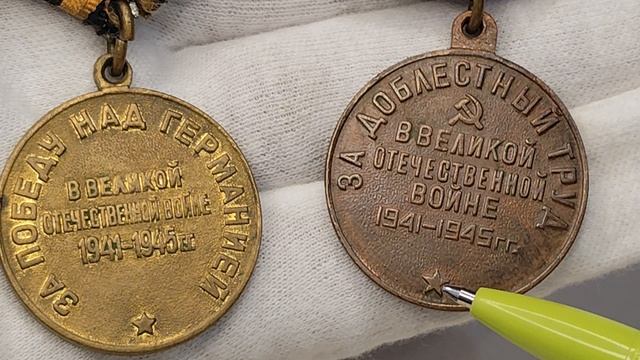 ЗА ПОБЕДУ НАД ГЕРМАНИЕЙ
В ВЕЛИКОЙ
ОТЕЧЕСТВЕННОЙ ВОЙНЕ
1941–1945 гг.
ЗА ДОБЛЕСТНЫЙ ТРУД
В ВЕЛИКОЙ
ОТЕЧЕСТВЕННОЙ
ВОЙНЕ
1941–1945 гг.